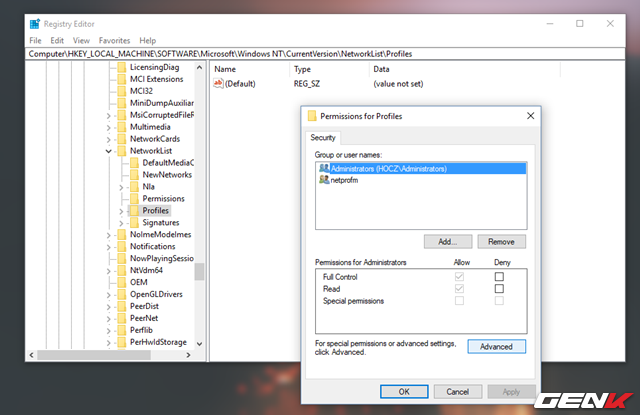 Registry Editor
File Edit View Favorites Help
Computer\HKEY_LOCAL_MACHINE\SOFTWARE\Microsoft\Windows NT\CurrentVersion\NetworkList\Profiles
LicensingDiag
MCI Extensions
MCI32
MiniDumpAuxiliar
MsiCorruptedFileR
Multimedia
NetworkCards
NetworkList
DefaultMediaC
NewNetworks
Nla
Permissions
Profiles
Signatures
NoImeModeImes
Notifications
NowPlayingSessio
NtVdm64
OEM
OpenGLDrivers
PeerDist
PeerNet
Perflib
PerHwIdStorage
Name Type Data
(Default) REG_SZ (value not set)
Permissions for Profiles
Security
Group or user names:
Administrators (HOCZ\Administrators)
netprofm
Add... Remove
Permissions for Administrators Allow Deny
Full Control
Read
Special permissions
For special permissions or advanced settings,
click Advanced.
Advanced
OK Cancel Apply
GENK